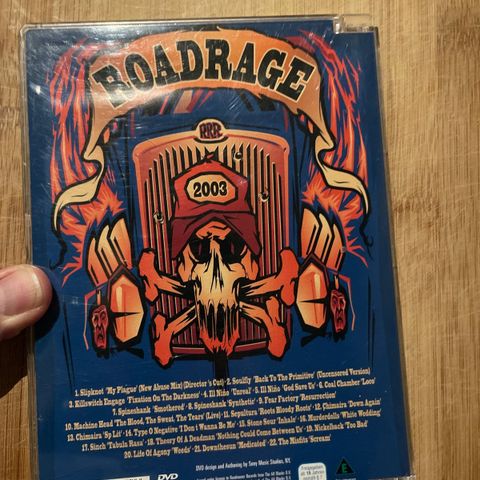 ROADRAGE
RRR
2003
1. Slipknot 'My Plague' (New Abuse Mix) (Director's Cut) · 2. Soulfly 'Back To The Primitive' (Uncensored Version)
3. Killswitch Engage 'Fixation On The Darkness' · 4. Ill Niño 'Unreal' · 5. Ill Niño 'God Save Us' · 6. Coal Chamber 'Loco'
7. Spineshank 'Smothered' · 8. Spineshank 'Synthetic' · 9. Fear Factory 'Resurrection'
10. Machine Head 'The Blood, The Sweat, The Tears' (Live) · 11. Sepultura 'Roots Bloody Roots' · 12. Chimaira 'Down Again'
13. Chimaira 'Sp Lit' · 14. Type O Negative 'I Don't Wanna Be Me' · 15. Stone Sour 'Inhale' · 16. Murderdolls 'White Wedding'
17. Sinch 'Tabula Rasa' · 18. Theory Of A Deadman 'Nothing Could Come Between Us' · 19. Nickelback 'Too Bad'
20. Life Of Agony 'Weeds' · 21. Downthesun 'Medicated' · 22. The Misfits 'Scream'
DVD design and Authoring by Sony Music Studios, NY.
DVD
Freigegeben
ab 16 Jahren
E